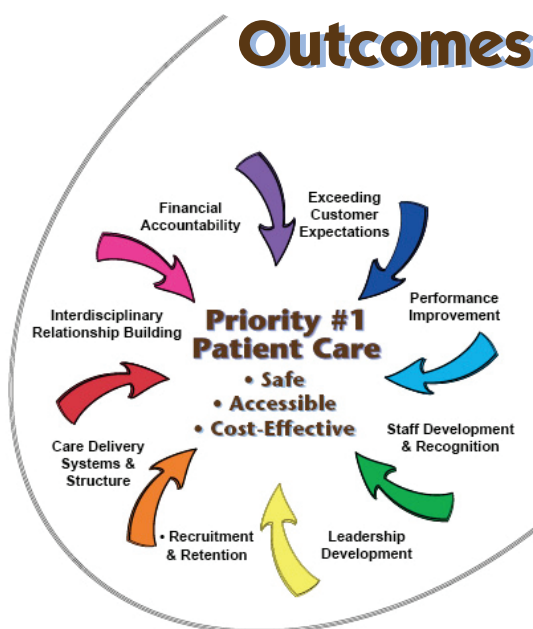 Outcomes
Financial
Accountability
Exceeding
Customer
Expectations
Performance
Improvement
Interdisciplinary
Relationship Building
Priority #1
Patient Care
• Safe
• Accessible
• Cost-Effective
Staff Development
& Recognition
Care Delivery
Systems &
Structure
• Recruitment
& Retention
Leadership
Development